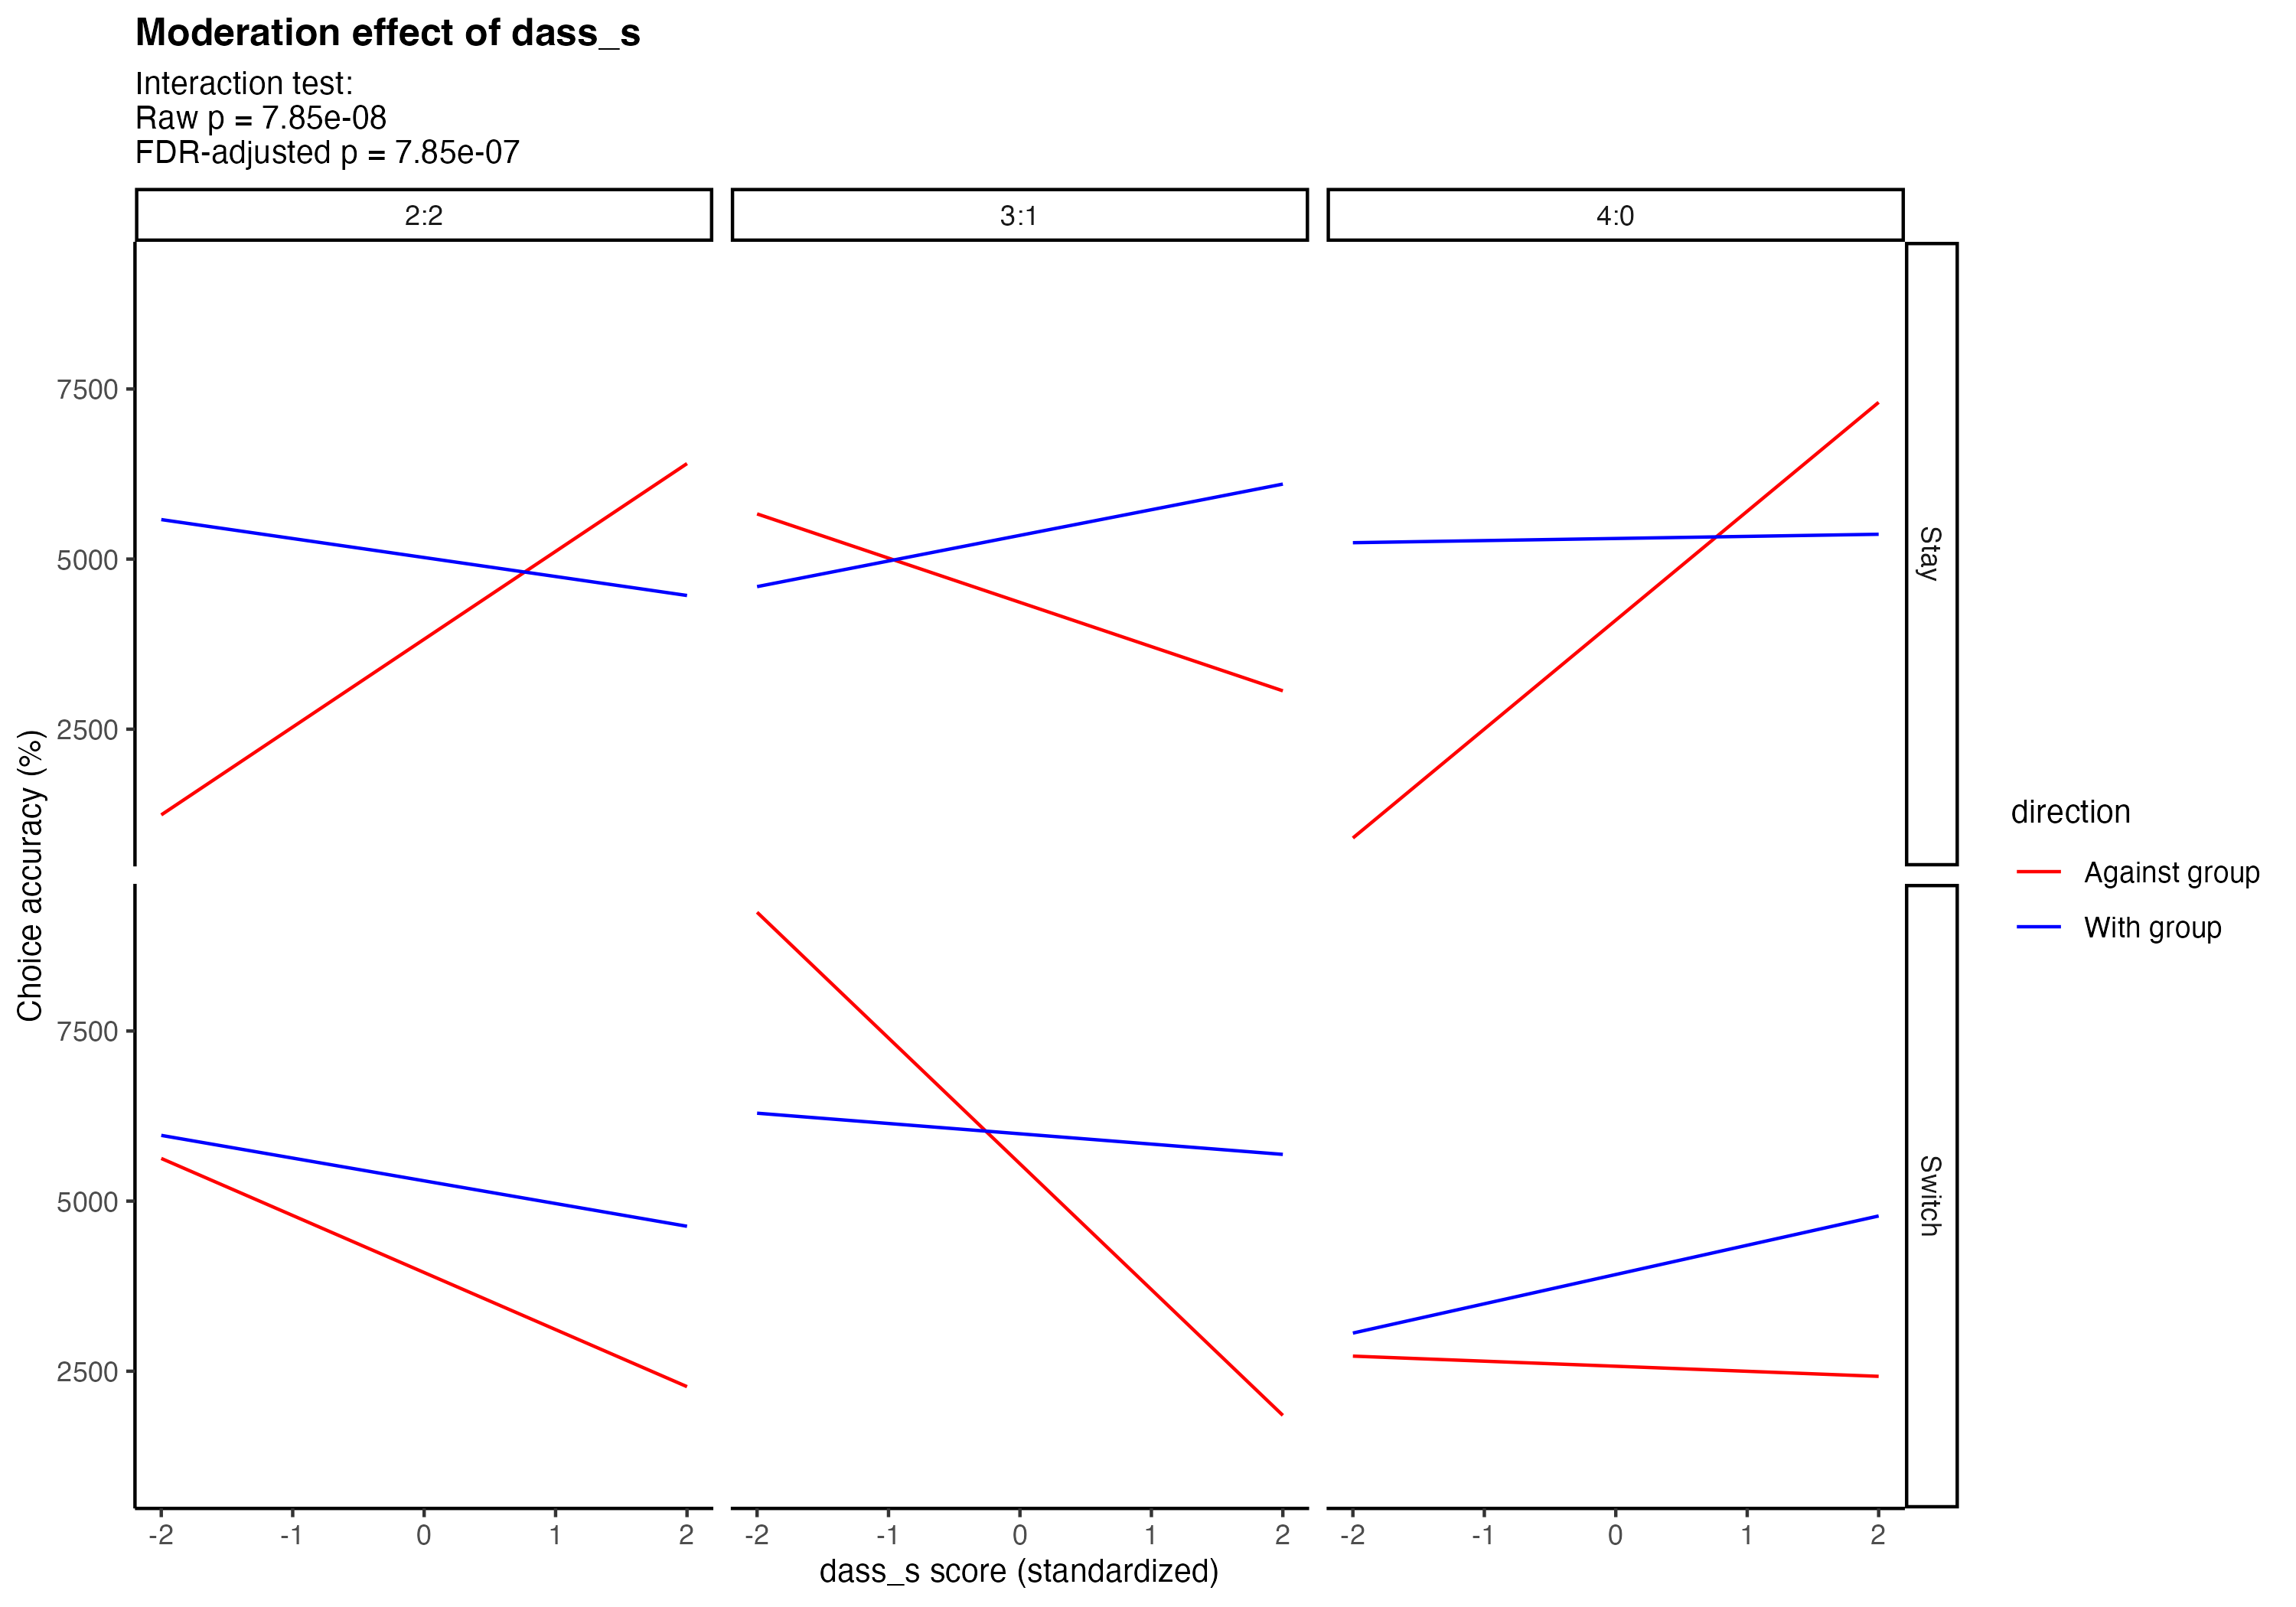 Moderation effect of dass_s
Interaction test:
Raw p = 7.85e-08
FDR-adjusted p = 7.85e-07
2:2
3:1
4:0
7500
5000
2500
Stay
7500
5000
2500
Switch
Choice accuracy (%)
-2 -1 0 1 2
-2 -1 0 1 2
-2 -1 0 1 2
dass_s score (standardized)
direction
Against group
With group